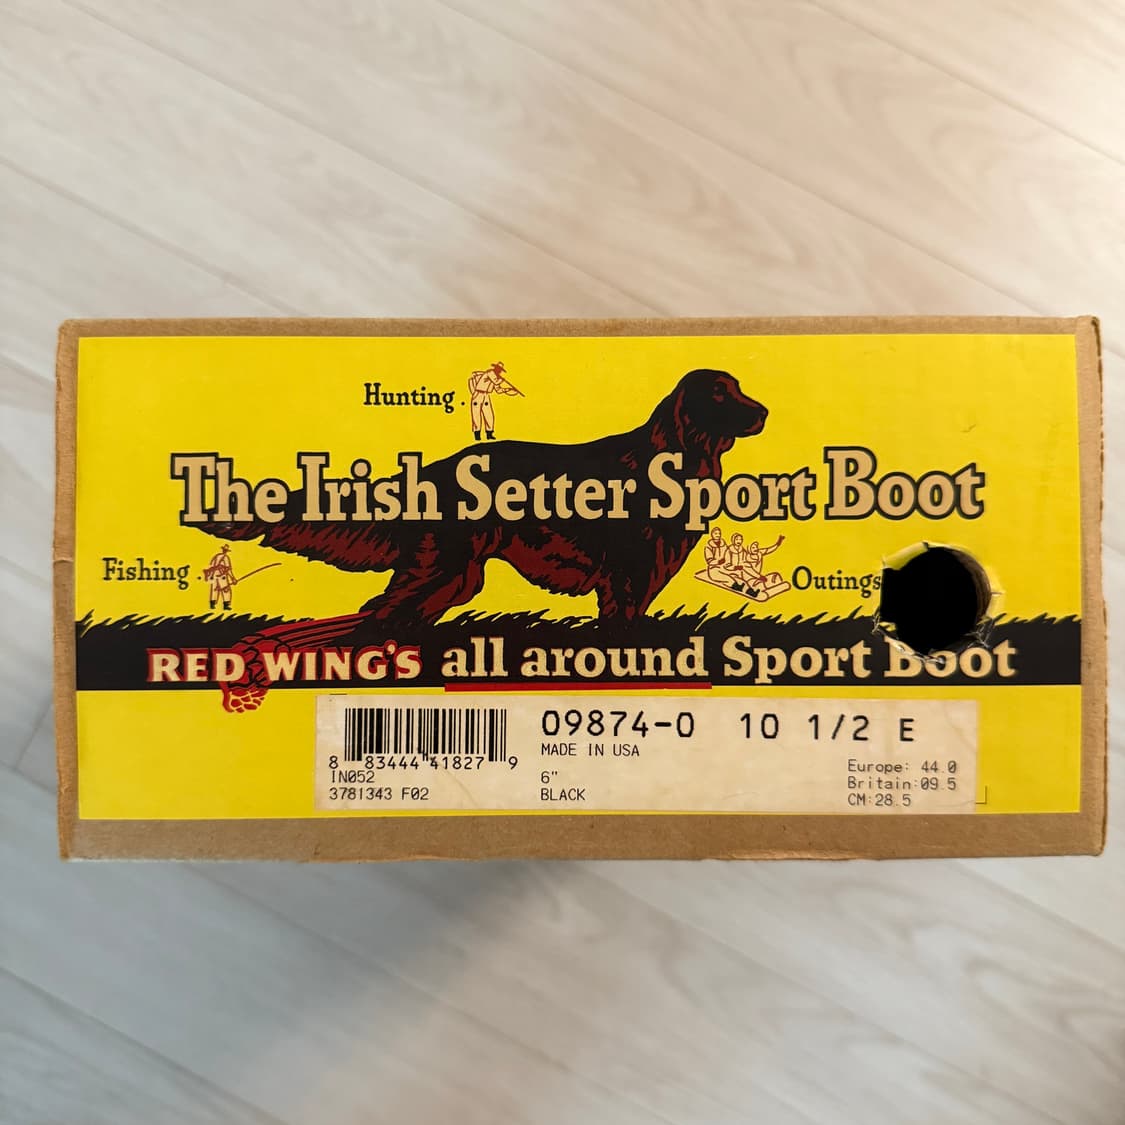 Hunting.
The Irish Setter Sport Boot
Fishing.
Outings
RED WING'S all around Sport Boot
09874-0 10 1/2 E
MADE IN USA
8 83444 41827 9
IN052
6"
3781343 F02
BLACK
Europe: 44.0
Britain:09.5
CM:28.5